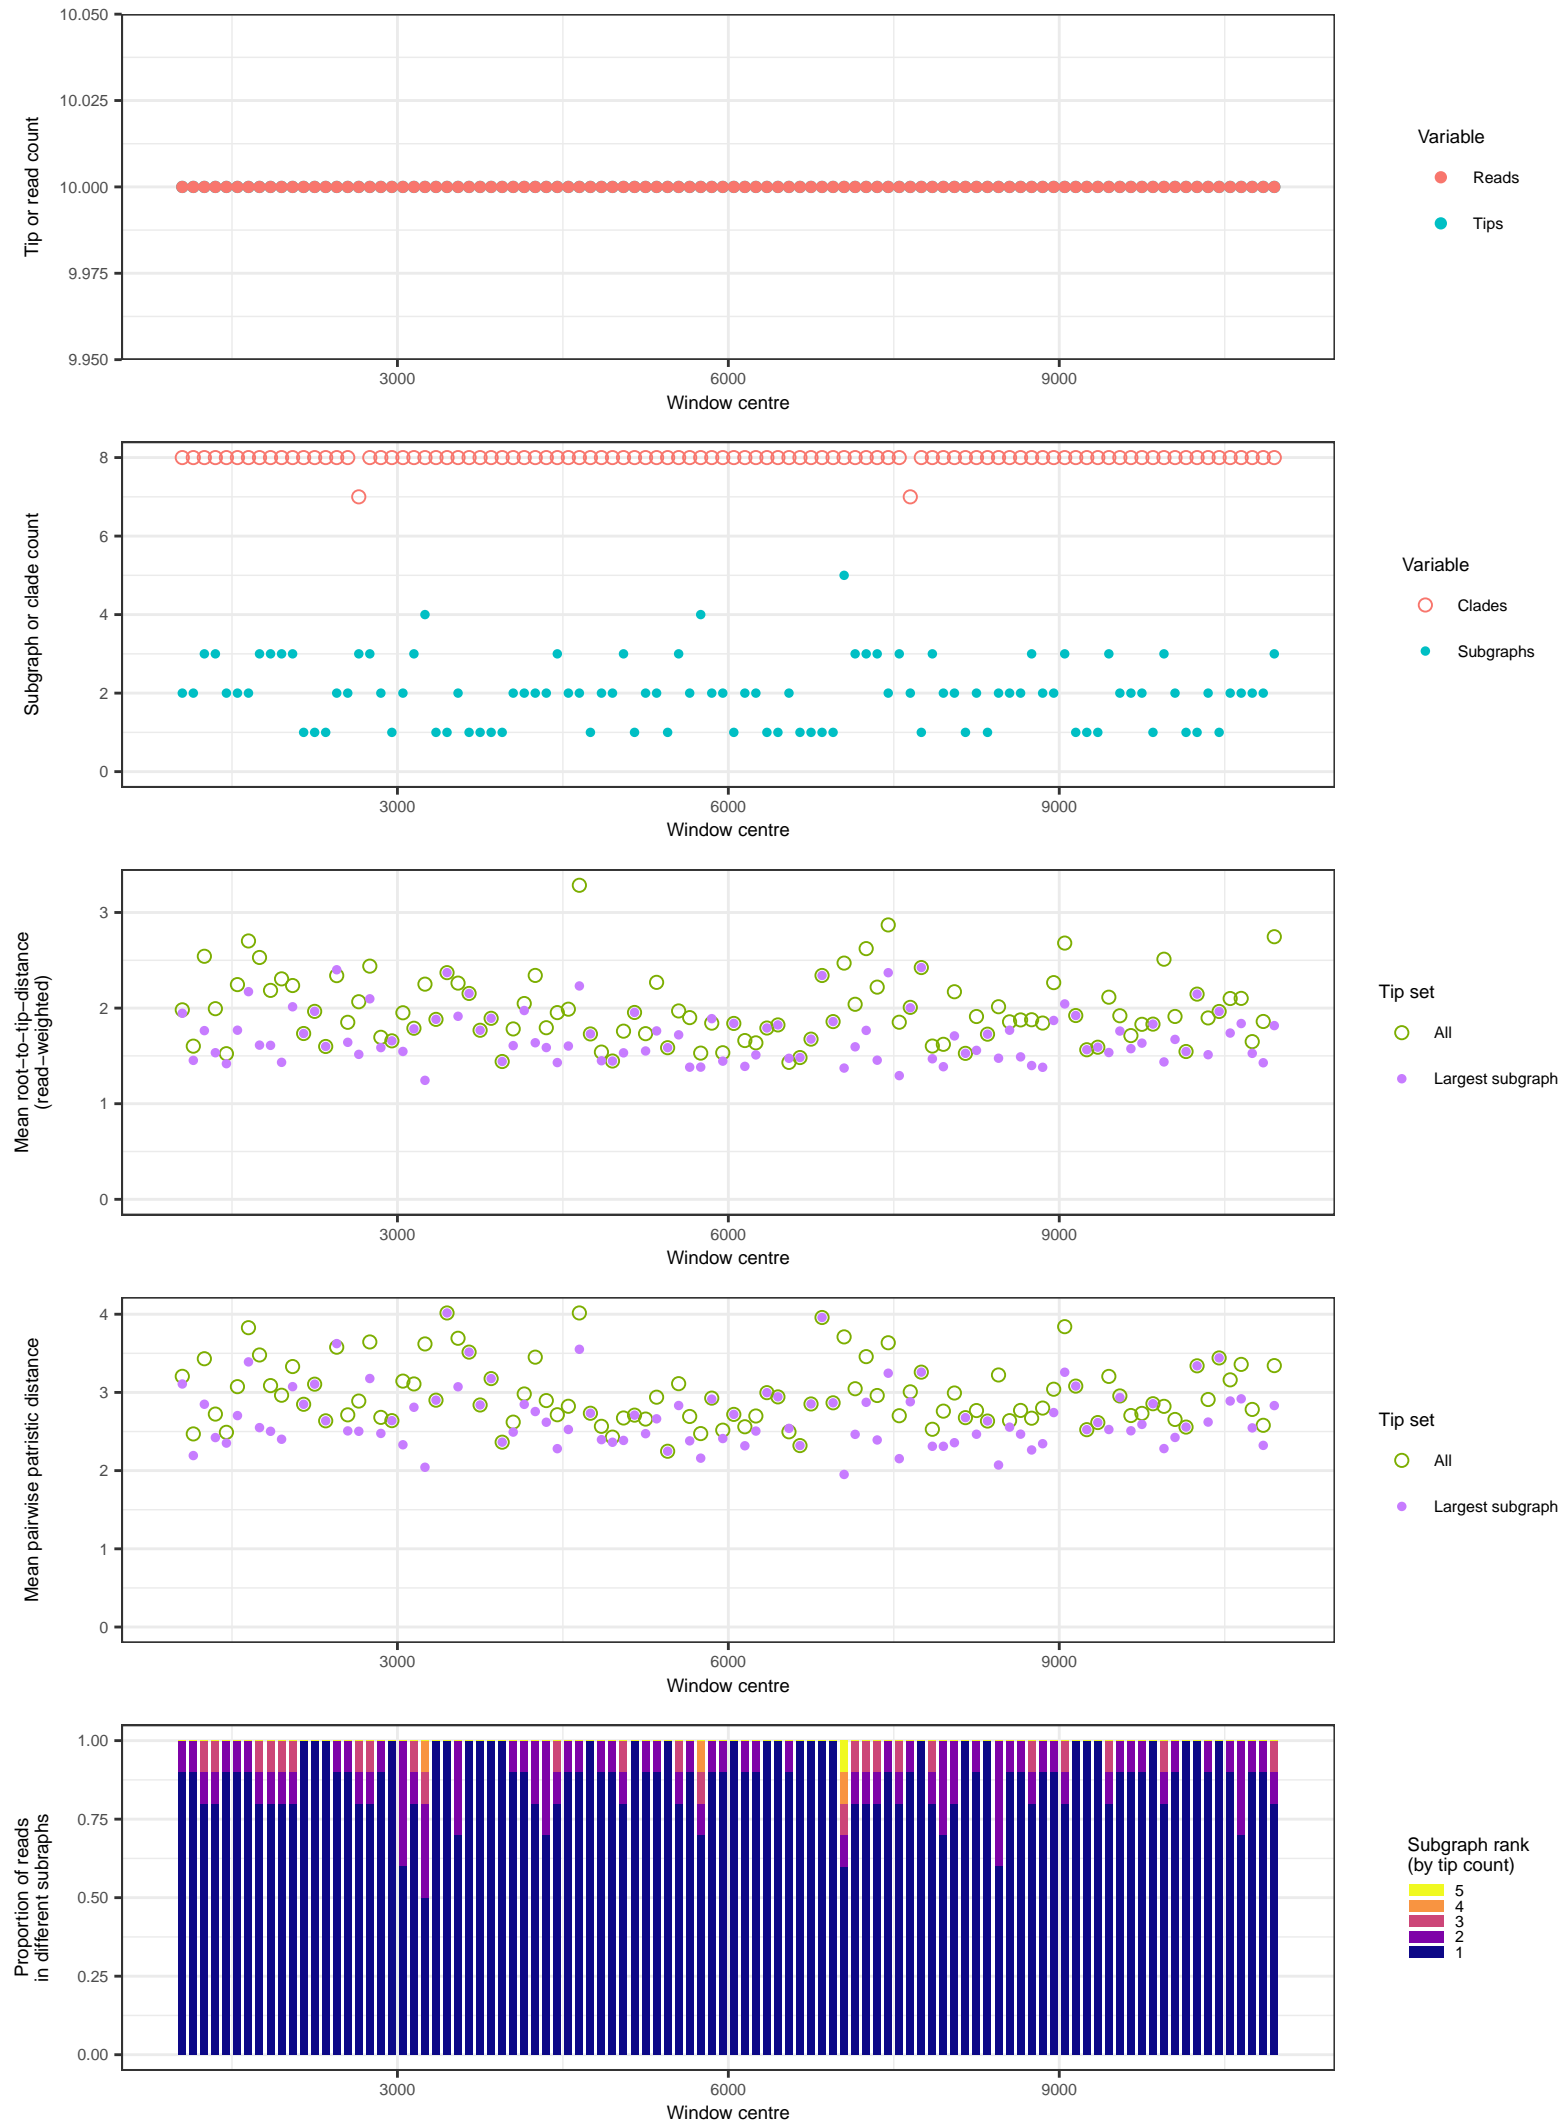 10.050
10.025
10.000
9.975
9.950
Tip or read count
3000 6000 9000
Window centre
Variable
Reads
Tips
8
6
4
2
0
Subgraph or clade count
3000 6000 9000
Window centre
Variable
Clades
Subgraphs
3
2
1
0
Mean root−to−tip−distance
(read−weighted)
3000 6000 9000
Window centre
Tip set
All
Largest subgraph
4
3
2
1
0
Mean pairwise patristic distance
3000 6000 9000
Window centre
Tip set
All
Largest subgraph
1.00
0.75
0.50
0.25
0.00
Proportion of reads
in different subraphs
3000 6000 9000
Window centre
Subgraph rank
(by tip count)
5
4
3
2
1